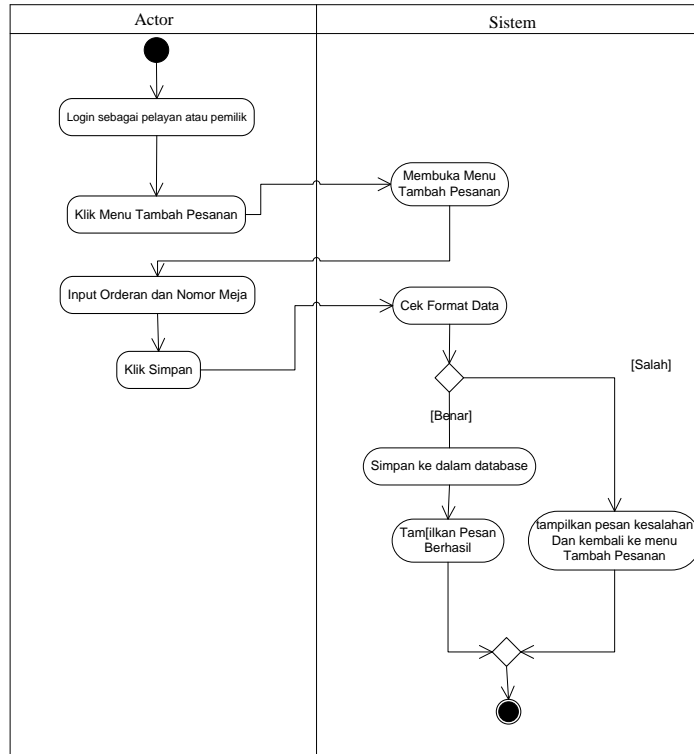 Actor
Sistem
Login sebagai pelayan atau pemilik
Klik Menu Tambah Pesanan
Membuka Menu
Tambah Pesanan
Input Orderan dan Nomor Meja
Cek Format Data
Klik Simpan
[Salah]
[Benar]
Simpan ke dalam database
Tam[ilkan Pesan
Berhasil
tampilkan pesan kesalahan
Dan kembali ke menu
Tambah Pesanan